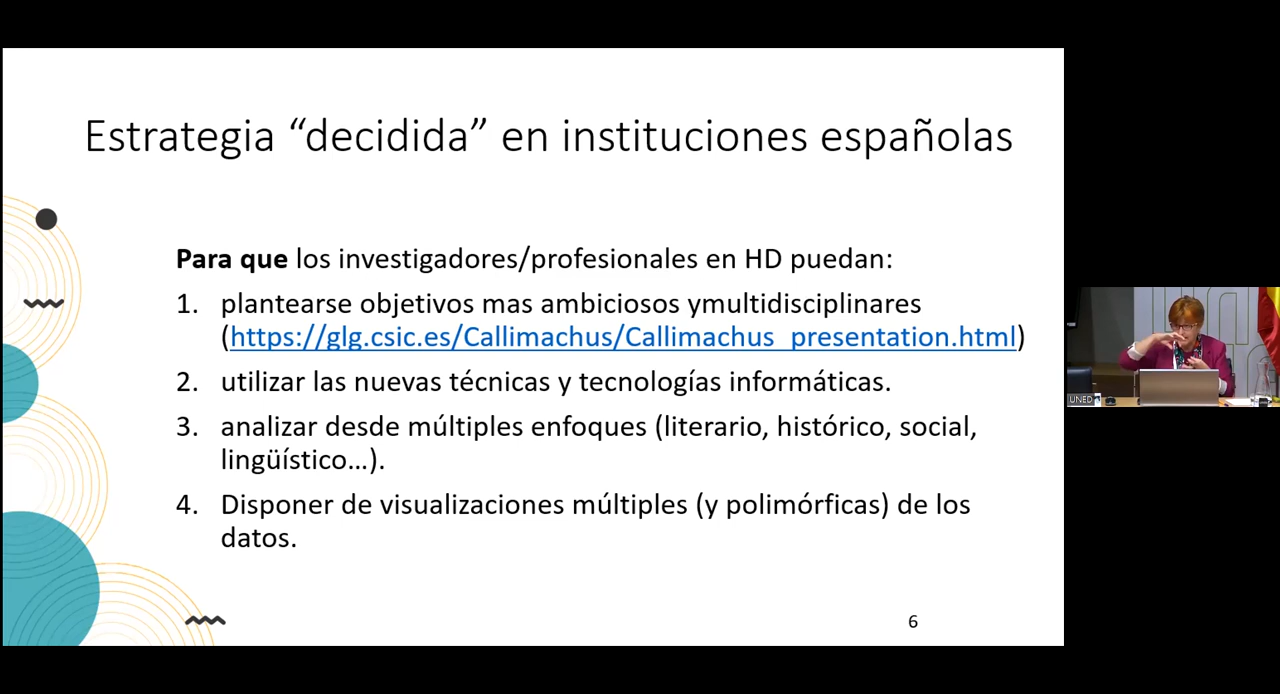 Estrategia “decidida” en instituciones españolas
Para que los investigadores/profesionales en HD puedan:
1. plantearse objetivos mas ambiciosos ymultidisciplinares
(https://glg.csic.es/Callimachus/Callimachus_presentation.html)
2. utilizar las nuevas técnicas y tecnologías informáticas.
3. analizar desde múltiples enfoques (literario, histórico, social,
lingüístico…).
4. Disponer de visualizaciones múltiples (y polimórficas) de los
datos.
6
UNED